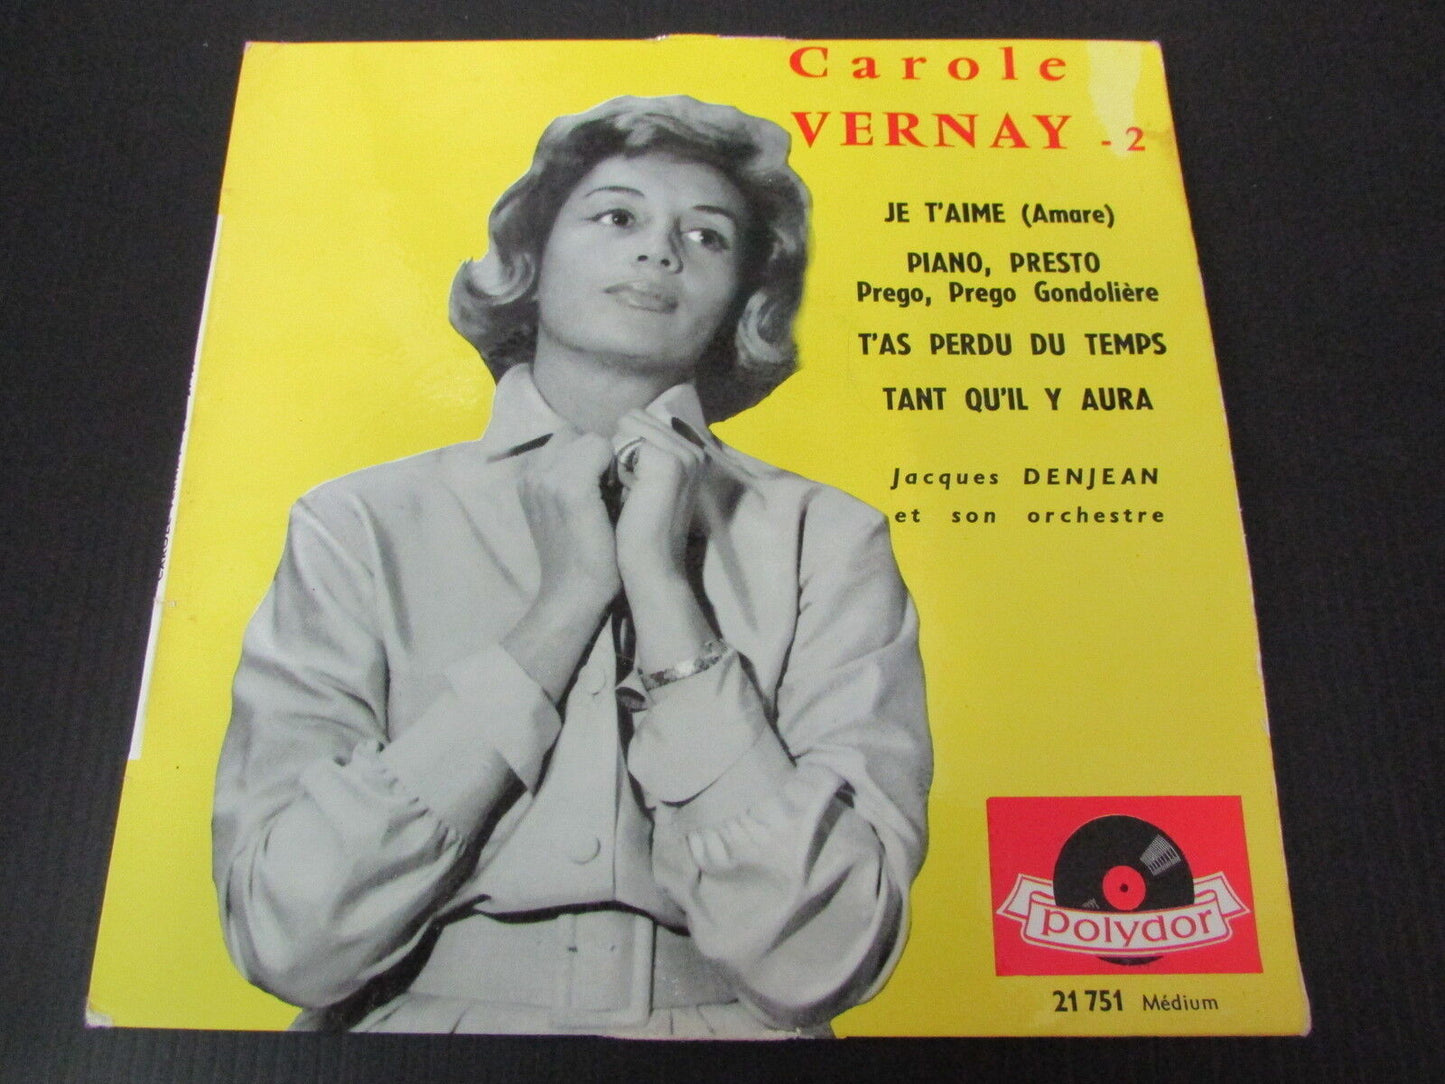 Carole
VERNAY - 2
JE T'AIME (Amare)
PIANO, PRESTO
Prego, Prego Gondolière
T'AS PERDU DU TEMPS
TANT QU'IL Y AURA
Jacques DENJEAN
et son orchestre
polydor
21 751 Médium